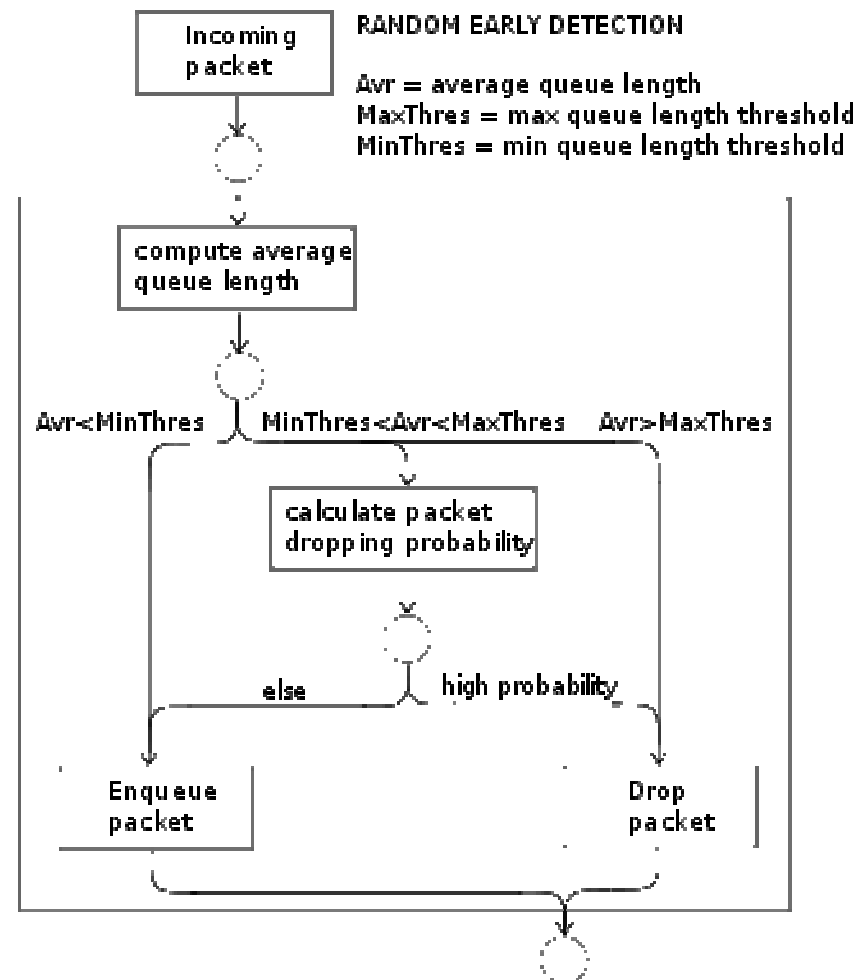 Incoming
packet
RANDOM EARLY DETECTION
Avr = average queue length
MaxThres = max queue length threshold
MinThres = min queue length threshold
compute average
queue length
Avr<MinThres
MinThres<Avr<MaxThres
Avr>MaxThres
calculate packet
dropping probability
else
high probability
Enqueue
packet
Drop
packet